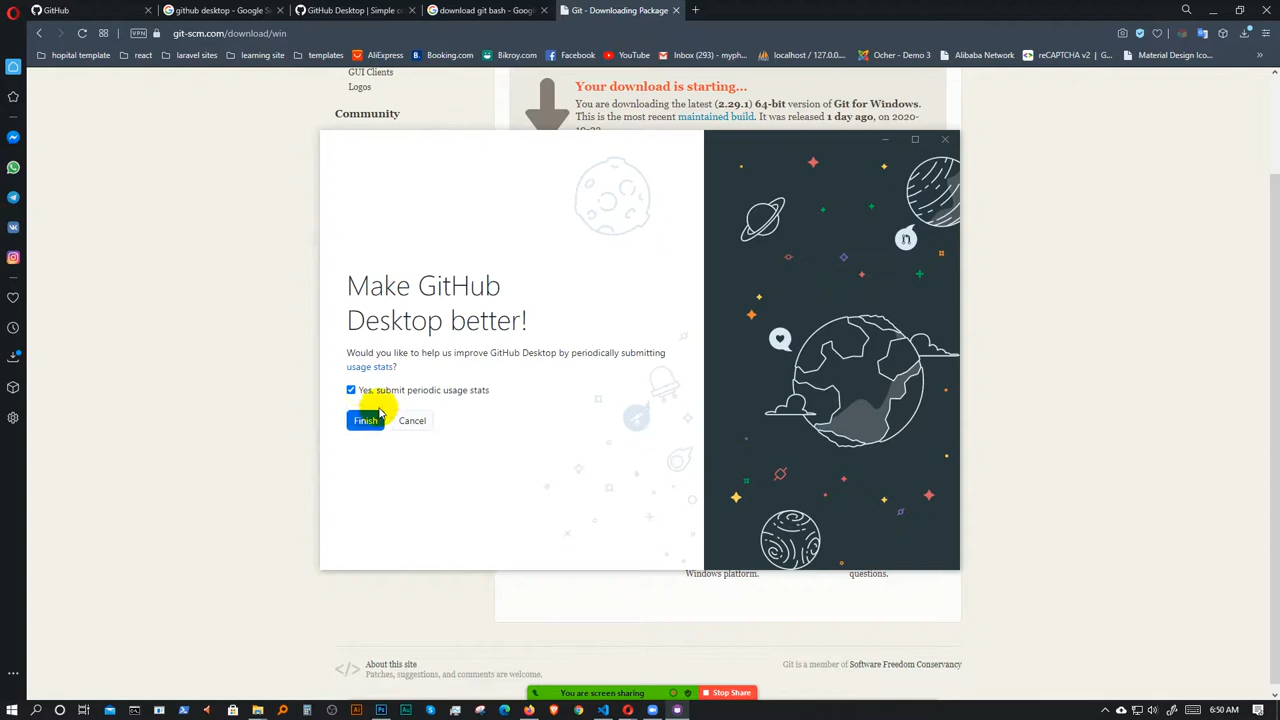 GitHub
github desktop - Google S
GitHub Desktop | Simple c
download git bash - Goog
Git - Downloading Package
VPN
git-scm.com/download/win
hopital template
react
laravel sites
learning site
templates
AliExpress
Booking.com
Bikroy.com
Facebook
YouTube
Inbox (293) - myph...
localhost / 127.0.0...
Ocher - Demo 3
Alibaba Network
reCAPTCHA v2 | G...
Material Design Ico...
GUI Clients
Logos
Community
Your download is starting...
You are downloading the latest (2.29.1) 64-bit version of Git for Windows.
This is the most recent maintained build. It was released 1 day ago, on 2020-
Make GitHub
Desktop better!
Would you like to help us improve GitHub Desktop by periodically submitting
usage stats?
Yes, submit periodic usage stats
Finish
Cancel
Windows platform.
questions.
About this site
Patches, suggestions, and comments are welcome.
Git is a member of Software Freedom Conservancy
You are screen sharing
Stop Share
6:50 AM